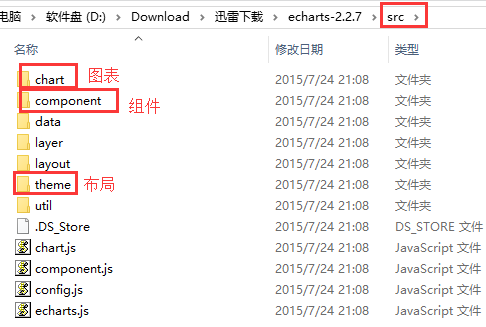 电脑 › 软件盘 (D:) › Download › 迅雷下载 › echarts-2.2.7 › src ›
名称 修改日期 类型
chart 图表 2015/7/24 21:08 文件夹
component 组件 2015/7/24 21:08 文件夹
data 2015/7/24 21:08 文件夹
layer 2015/7/24 21:08 文件夹
layout 2015/7/24 21:08 文件夹
theme 布局 2015/7/24 21:08 文件夹
util 2015/7/24 21:08 文件夹
.DS_Store 2015/7/24 21:08 DS_STORE 文件
chart.js 2015/7/24 21:08 JavaScript 文件
component.js 2015/7/24 21:08 JavaScript 文件
config.js 2015/7/24 21:08 JavaScript 文件
echarts.js 2015/7/24 21:08 JavaScript 文件